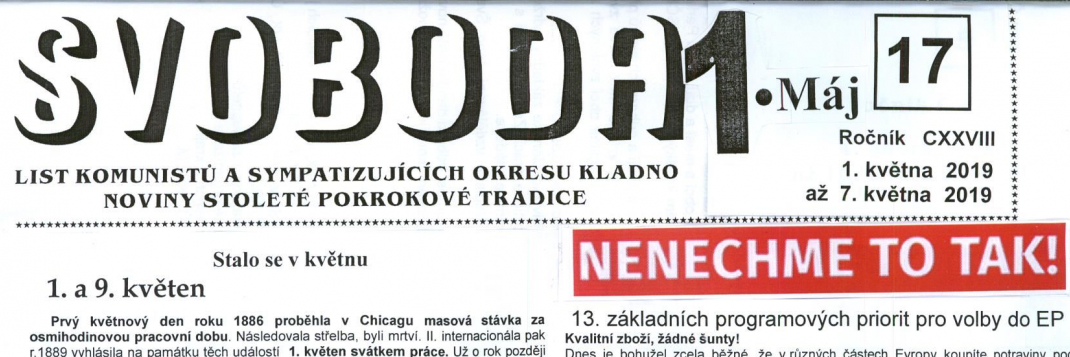 SVOBODA
1. Máj
17
Ročník CXXVIII
1. května 2019
až 7. května 2019
LIST KOMUNISTŮ A SYMPATIZUJÍCÍCH OKRESU KLADNO
NOVINY STOLETÉ POKROKOVÉ TRADICE
Stalo se v květnu
1. a 9. květen
Prvý květnový den roku 1886 proběhla v Chicagu masová stávka za
osmihodinovou pracovní dobu. Následovala střelba, byli mrtví. II. internacionála pak
r.1889 vyhlásila na památku těch událostí 1. květen svátkem práce. Už o rok později
NENECHME TO TAK!
13. základních programových priorit pro volby do EP
Kvalitní zboží, žádné šunty!
Dnes je bohužel zcela běžné, že v různých částech Evropy koupíte potraviny